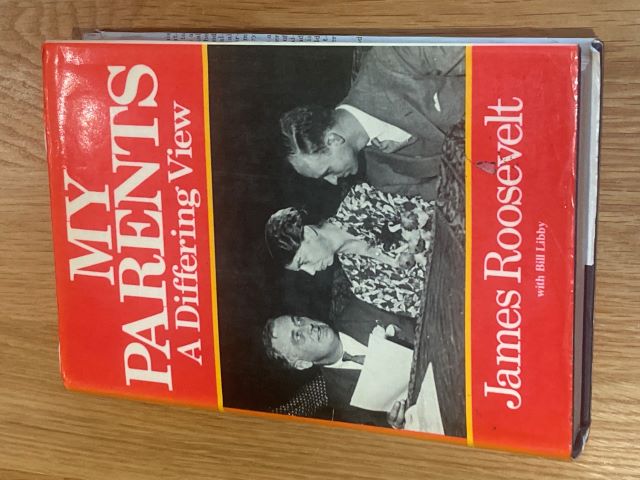 MY
PARENTS
A Differing View
James Roosevelt
with Bill Libby